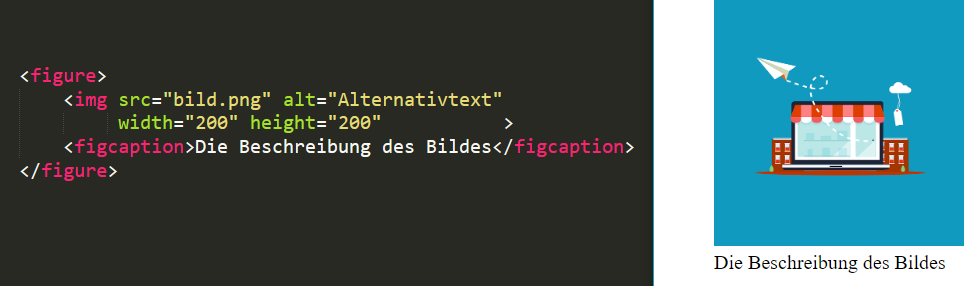 <figure>
<img src="bild.png" alt="Alternativtext"
width="200" height="200" >
<figcaption>Die Beschreibung des Bildes</figcaption>
</figure>
Die Beschreibung des Bildes